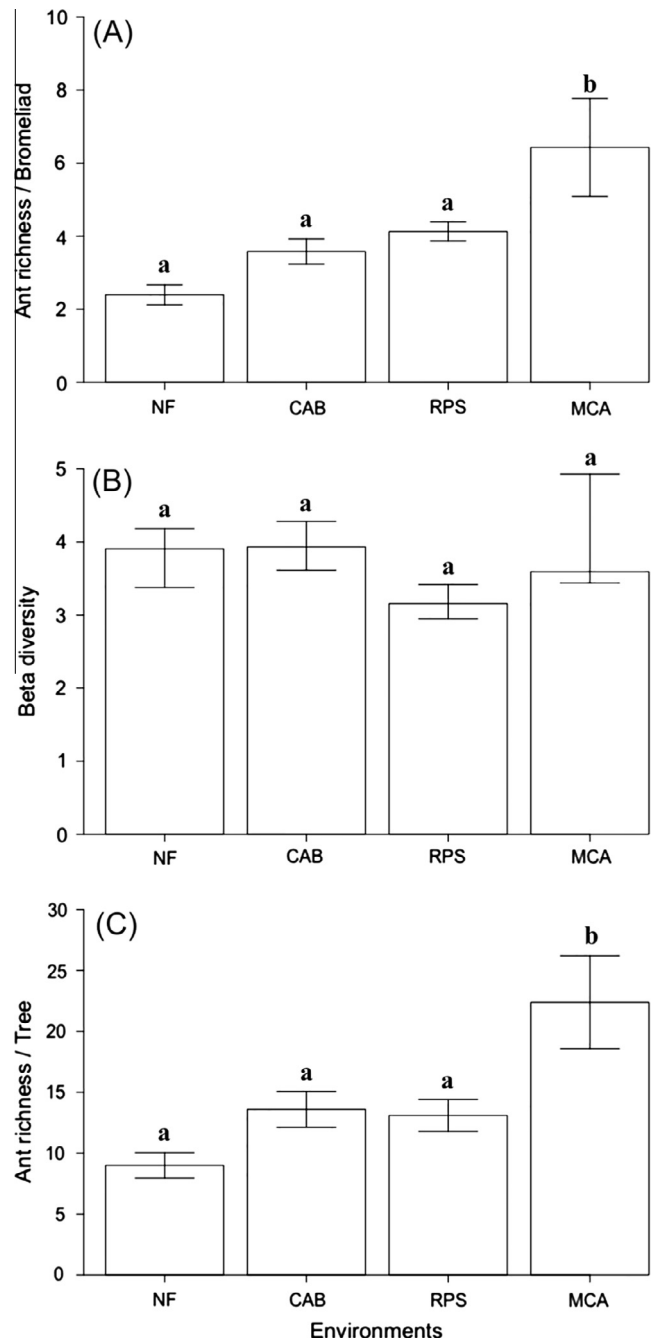 (A)
Ant richness / Bromeliad
10
8
6
4
2
0
a
a
a
b
NF CAB RPS MCA
(B)
Beta diversity
5
4
3
2
1
0
a
a
a
a
NF CAB RPS MCA
(C)
Ant richness / Tree
30
25
20
15
10
5
0
a
a
a
b
NF CAB RPS MCA
Environments